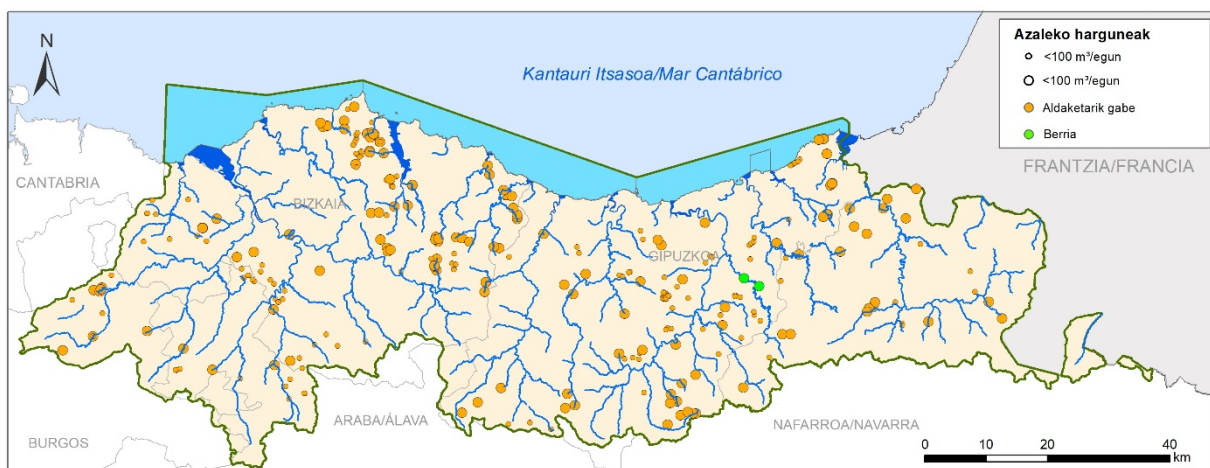 N
Kantauri Itsasoa/Mar Cantábrico
Azaleko harguneak
<100 m³/egun
<100 m³/egun
Aldaketarik gabe
Berria
FRANTZIA/FRANCIA
CANTABRIA
BIZKAIA
GIPUZKOA
ARABA/ÁLAVA
NAFARROA/NAVARRA
BURGOS
0 10 20 40
km